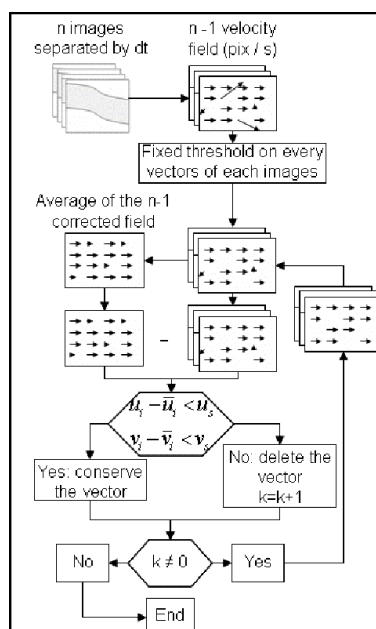 n images
separated by dt
n -1 velocity
field (pix / s)
Fixed threshold on every
vectors of each images
Average of the n-1
corrected field
-
u_i − ū_i < u_s
v_i − v̄_i < v_s
Yes: conserve
the vector
No: delete the
vector
k=k+1
No
k ≠ 0
Yes
End